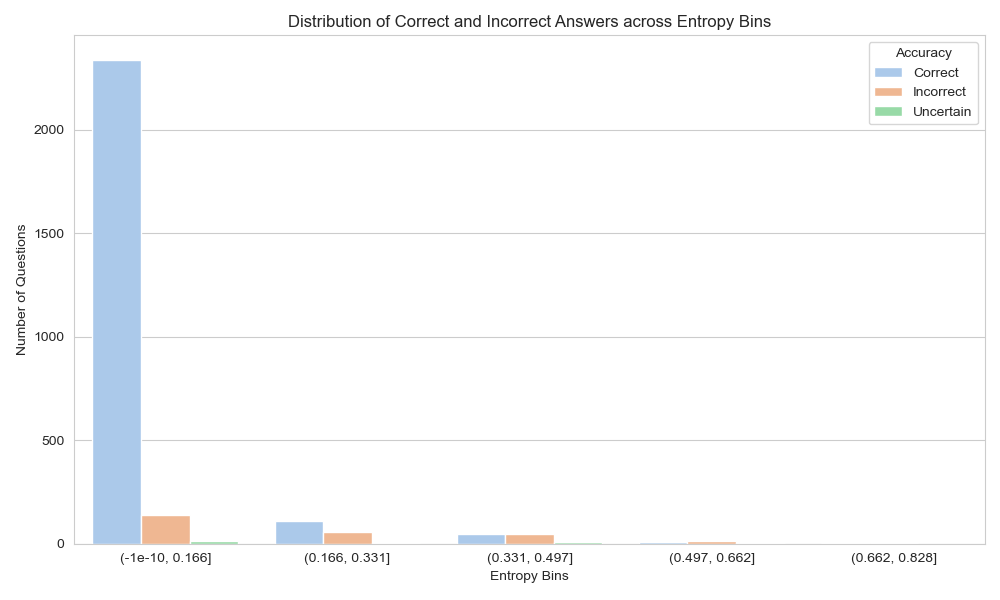 Distribution of Correct and Incorrect Answers across Entropy Bins
Accuracy
Correct
Incorrect
Uncertain
Number of Questions
2000
1500
1000
500
0
(-1e-10, 0.166]
(0.166, 0.331]
(0.331, 0.497]
(0.497, 0.662]
(0.662, 0.828]
Entropy Bins